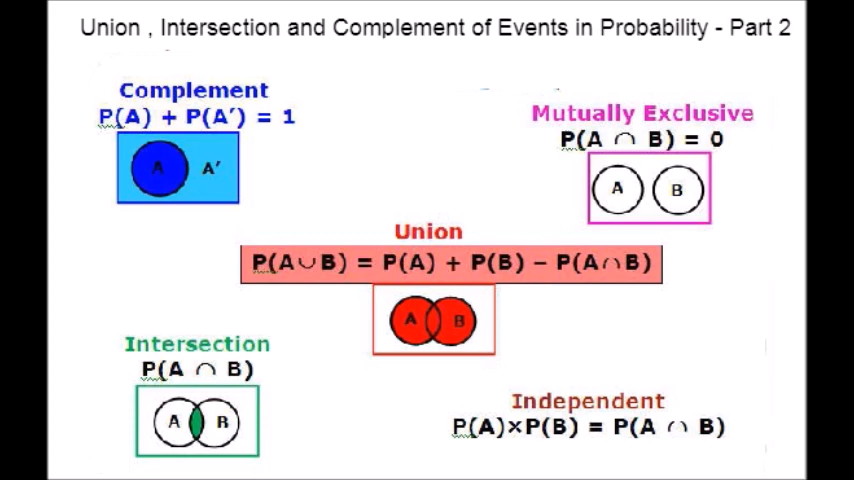 Union , Intersection and Complement of Events in Probability - Part 2
Complement
P(A) + P(A′) = 1
A A′
Mutually Exclusive
P(A ∩ B) = 0
A B
Union
P(A∪B) = P(A) + P(B) − P(A∩B)
A B
Intersection
P(A ∩ B)
A B
Independent
P(A)×P(B) = P(A ∩ B)